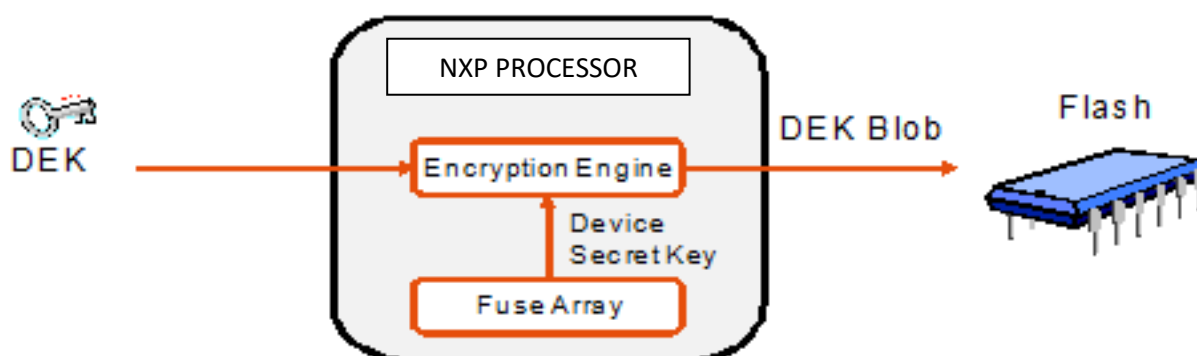 NXP PROCESSOR
DEK
Encryption Engine
DEK Blob
Flash
Device
Secret Key
Fuse Array